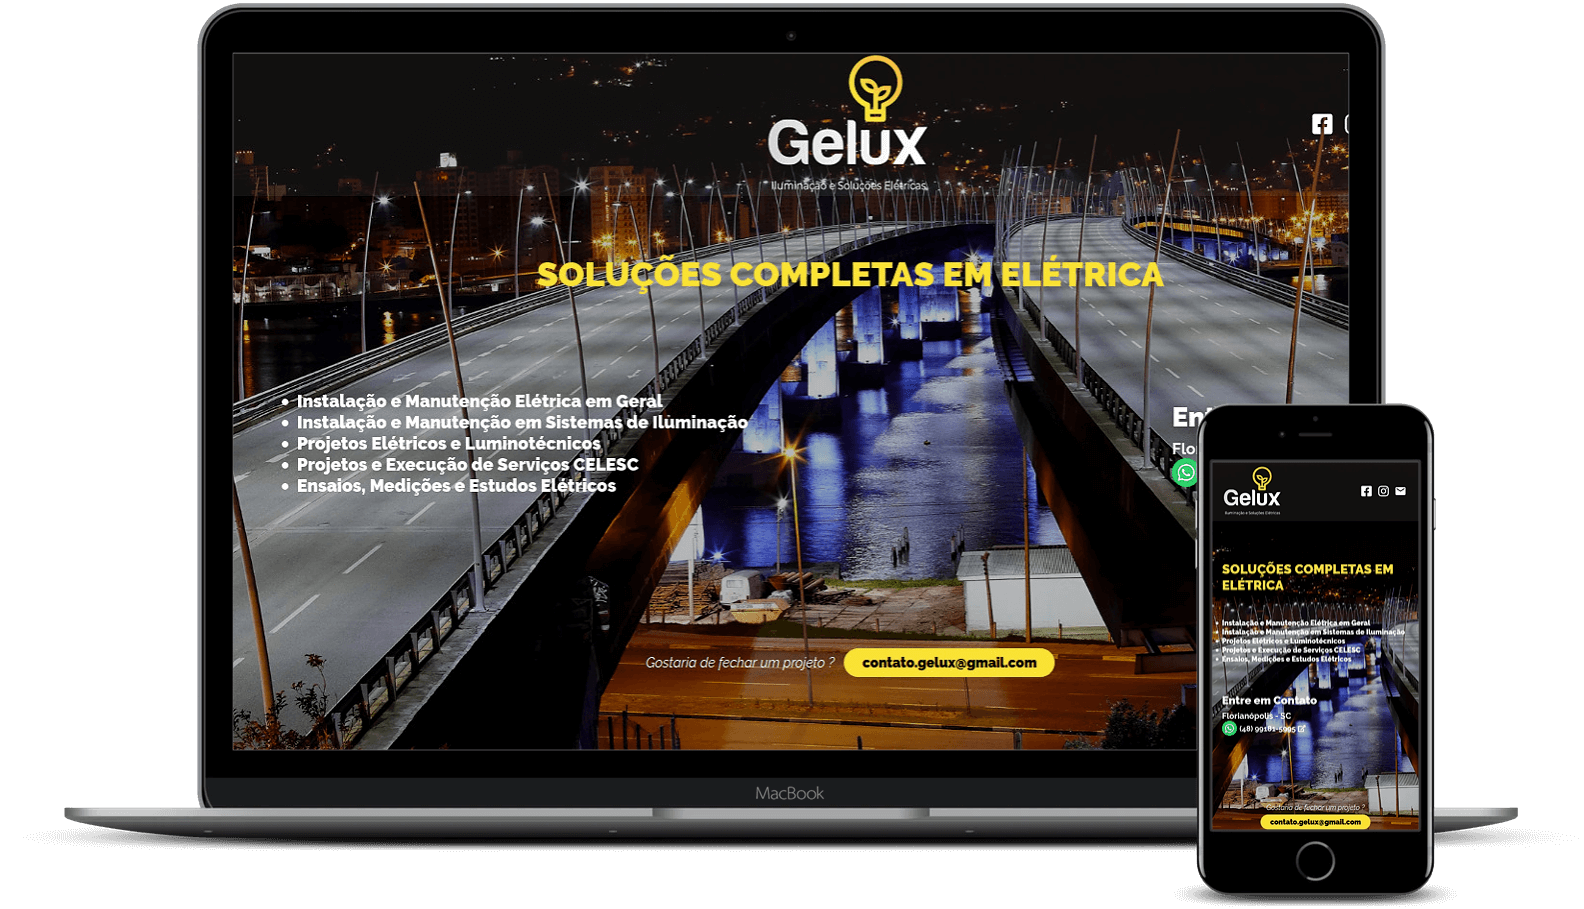 Gelux
Iluminação e Soluções Elétricas
SOLUÇÕES COMPLETAS EM ELÉTRICA
Instalação e Manutenção Elétrica em Geral
Instalação e Manutenção em Sistemas de Iluminação
Projetos Elétricos e Luminotécnicos
Projetos e Execução de Serviços CELESC
Ensaios, Medições e Estudos Elétricos
En
Flo
Gostaria de fechar um projeto ?
contato.gelux@gmail.com
MacBook
Gelux
Iluminação e Soluções Elétricas
SOLUÇÕES COMPLETAS EM
ELÉTRICA
Instalação e Manutenção Elétrica em Geral
Instalação e Manutenção em Sistemas de Iluminação
Projetos Elétricos e Luminotécnicos
Projetos e Execução de Serviços CELESC
Ensaios, Medições e Estudos Elétricos
Entre em Contato
Florianópolis - SC
(48) 99181-5995
Gostaria de fechar um projeto ?
contato.gelux@gmail.com